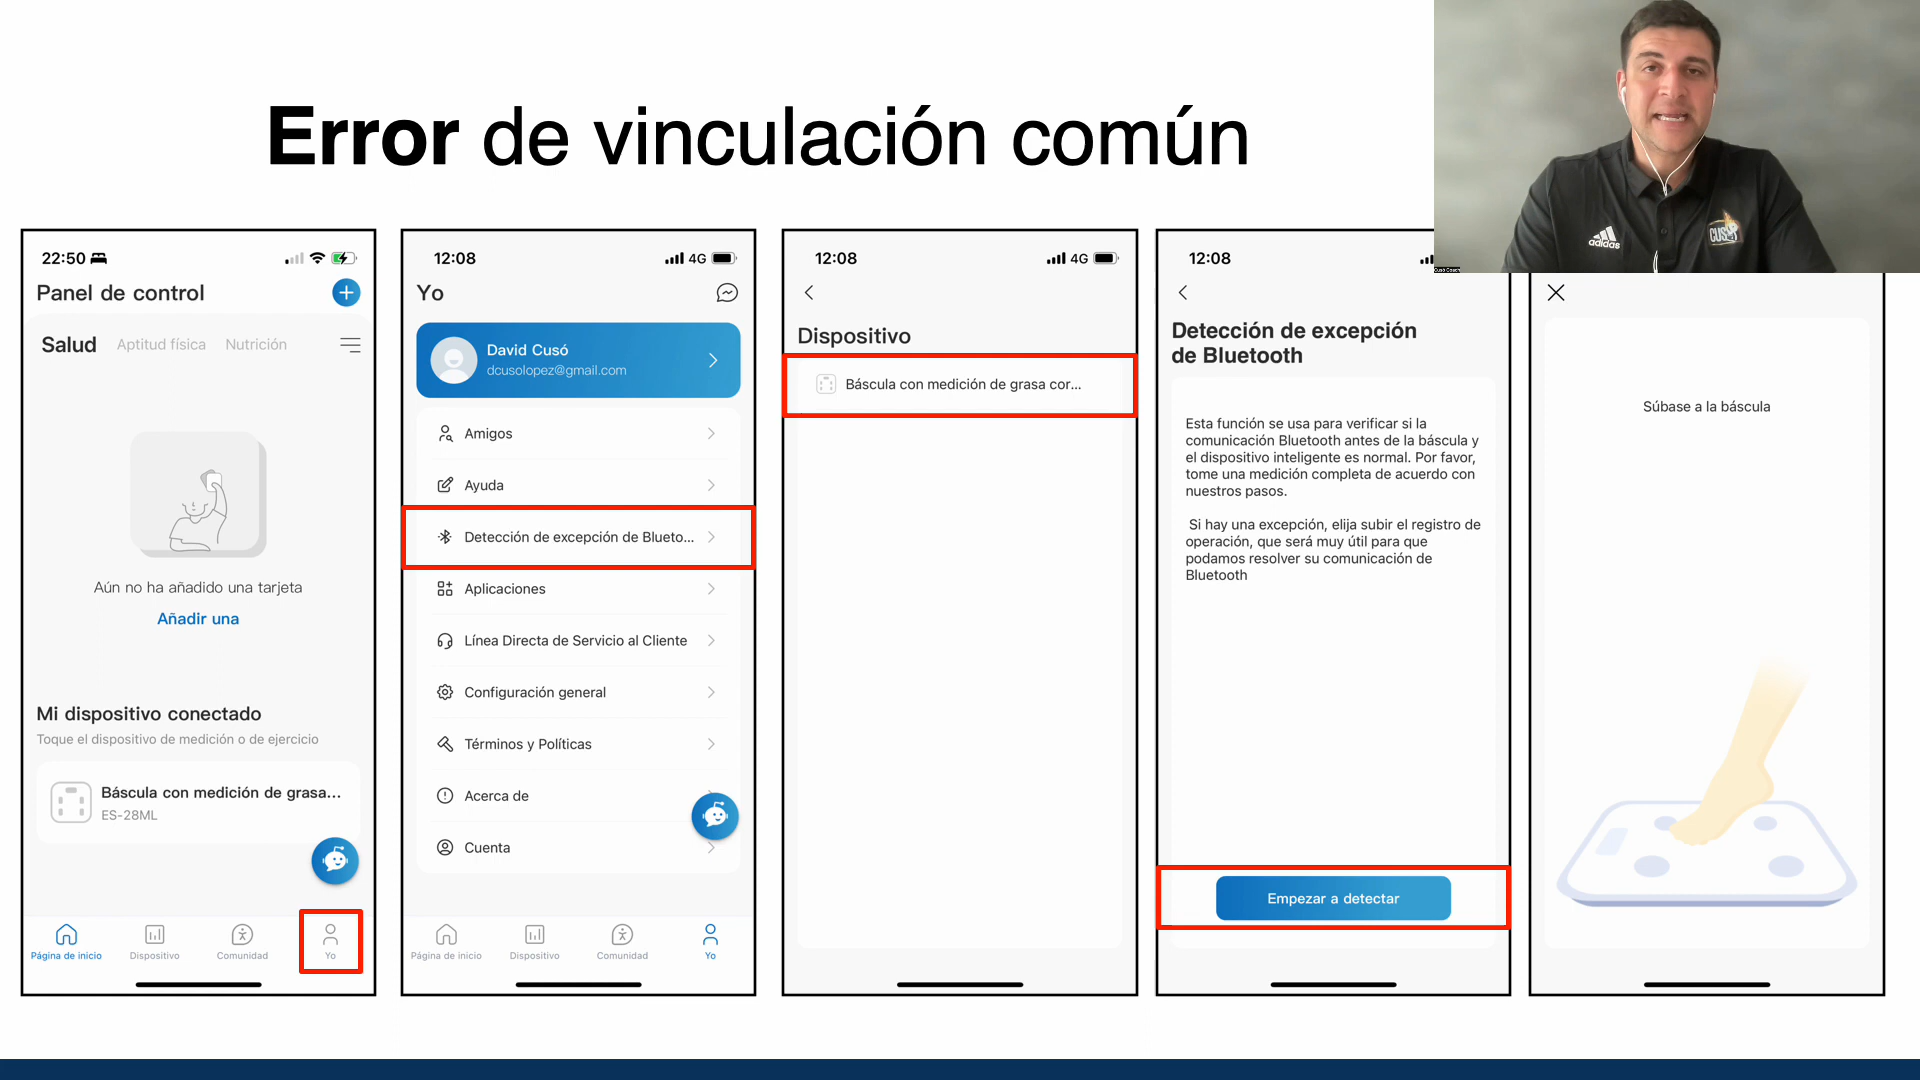 Error de vinculación común
adidas
CUSÓ
Cusó Coach
22:50
Panel de control
Salud Aptitud física Nutrición
Aún no ha añadido una tarjeta
Añadir una
Mi dispositivo conectado
Toque el dispositivo de medición o de ejercicio
Báscula con medición de grasa...
ES-28ML
Página de inicio Dispositivo Comunidad Yo
12:08 4G
Yo
David Cusó
dcusolopez@gmail.com
Amigos
Ayuda
Detección de excepción de Blueto...
Aplicaciones
Línea Directa de Servicio al Cliente
Configuración general
Términos y Políticas
Acerca de
Cuenta
Página de inicio Dispositivo Comunidad Yo
12:08 4G
Dispositivo
Báscula con medición de grasa cor...
12:08
Detección de excepción
de Bluetooth
Esta función se usa para verificar si la
comunicación Bluetooth antes de la báscula y
el dispositivo inteligente es normal. Por favor,
tome una medición completa de acuerdo con
nuestros pasos.
Si hay una excepción, elija subir el registro de
operación, que será muy útil para que
podamos resolver su comunicación de
Bluetooth
Empezar a detectar
Súbase a la báscula